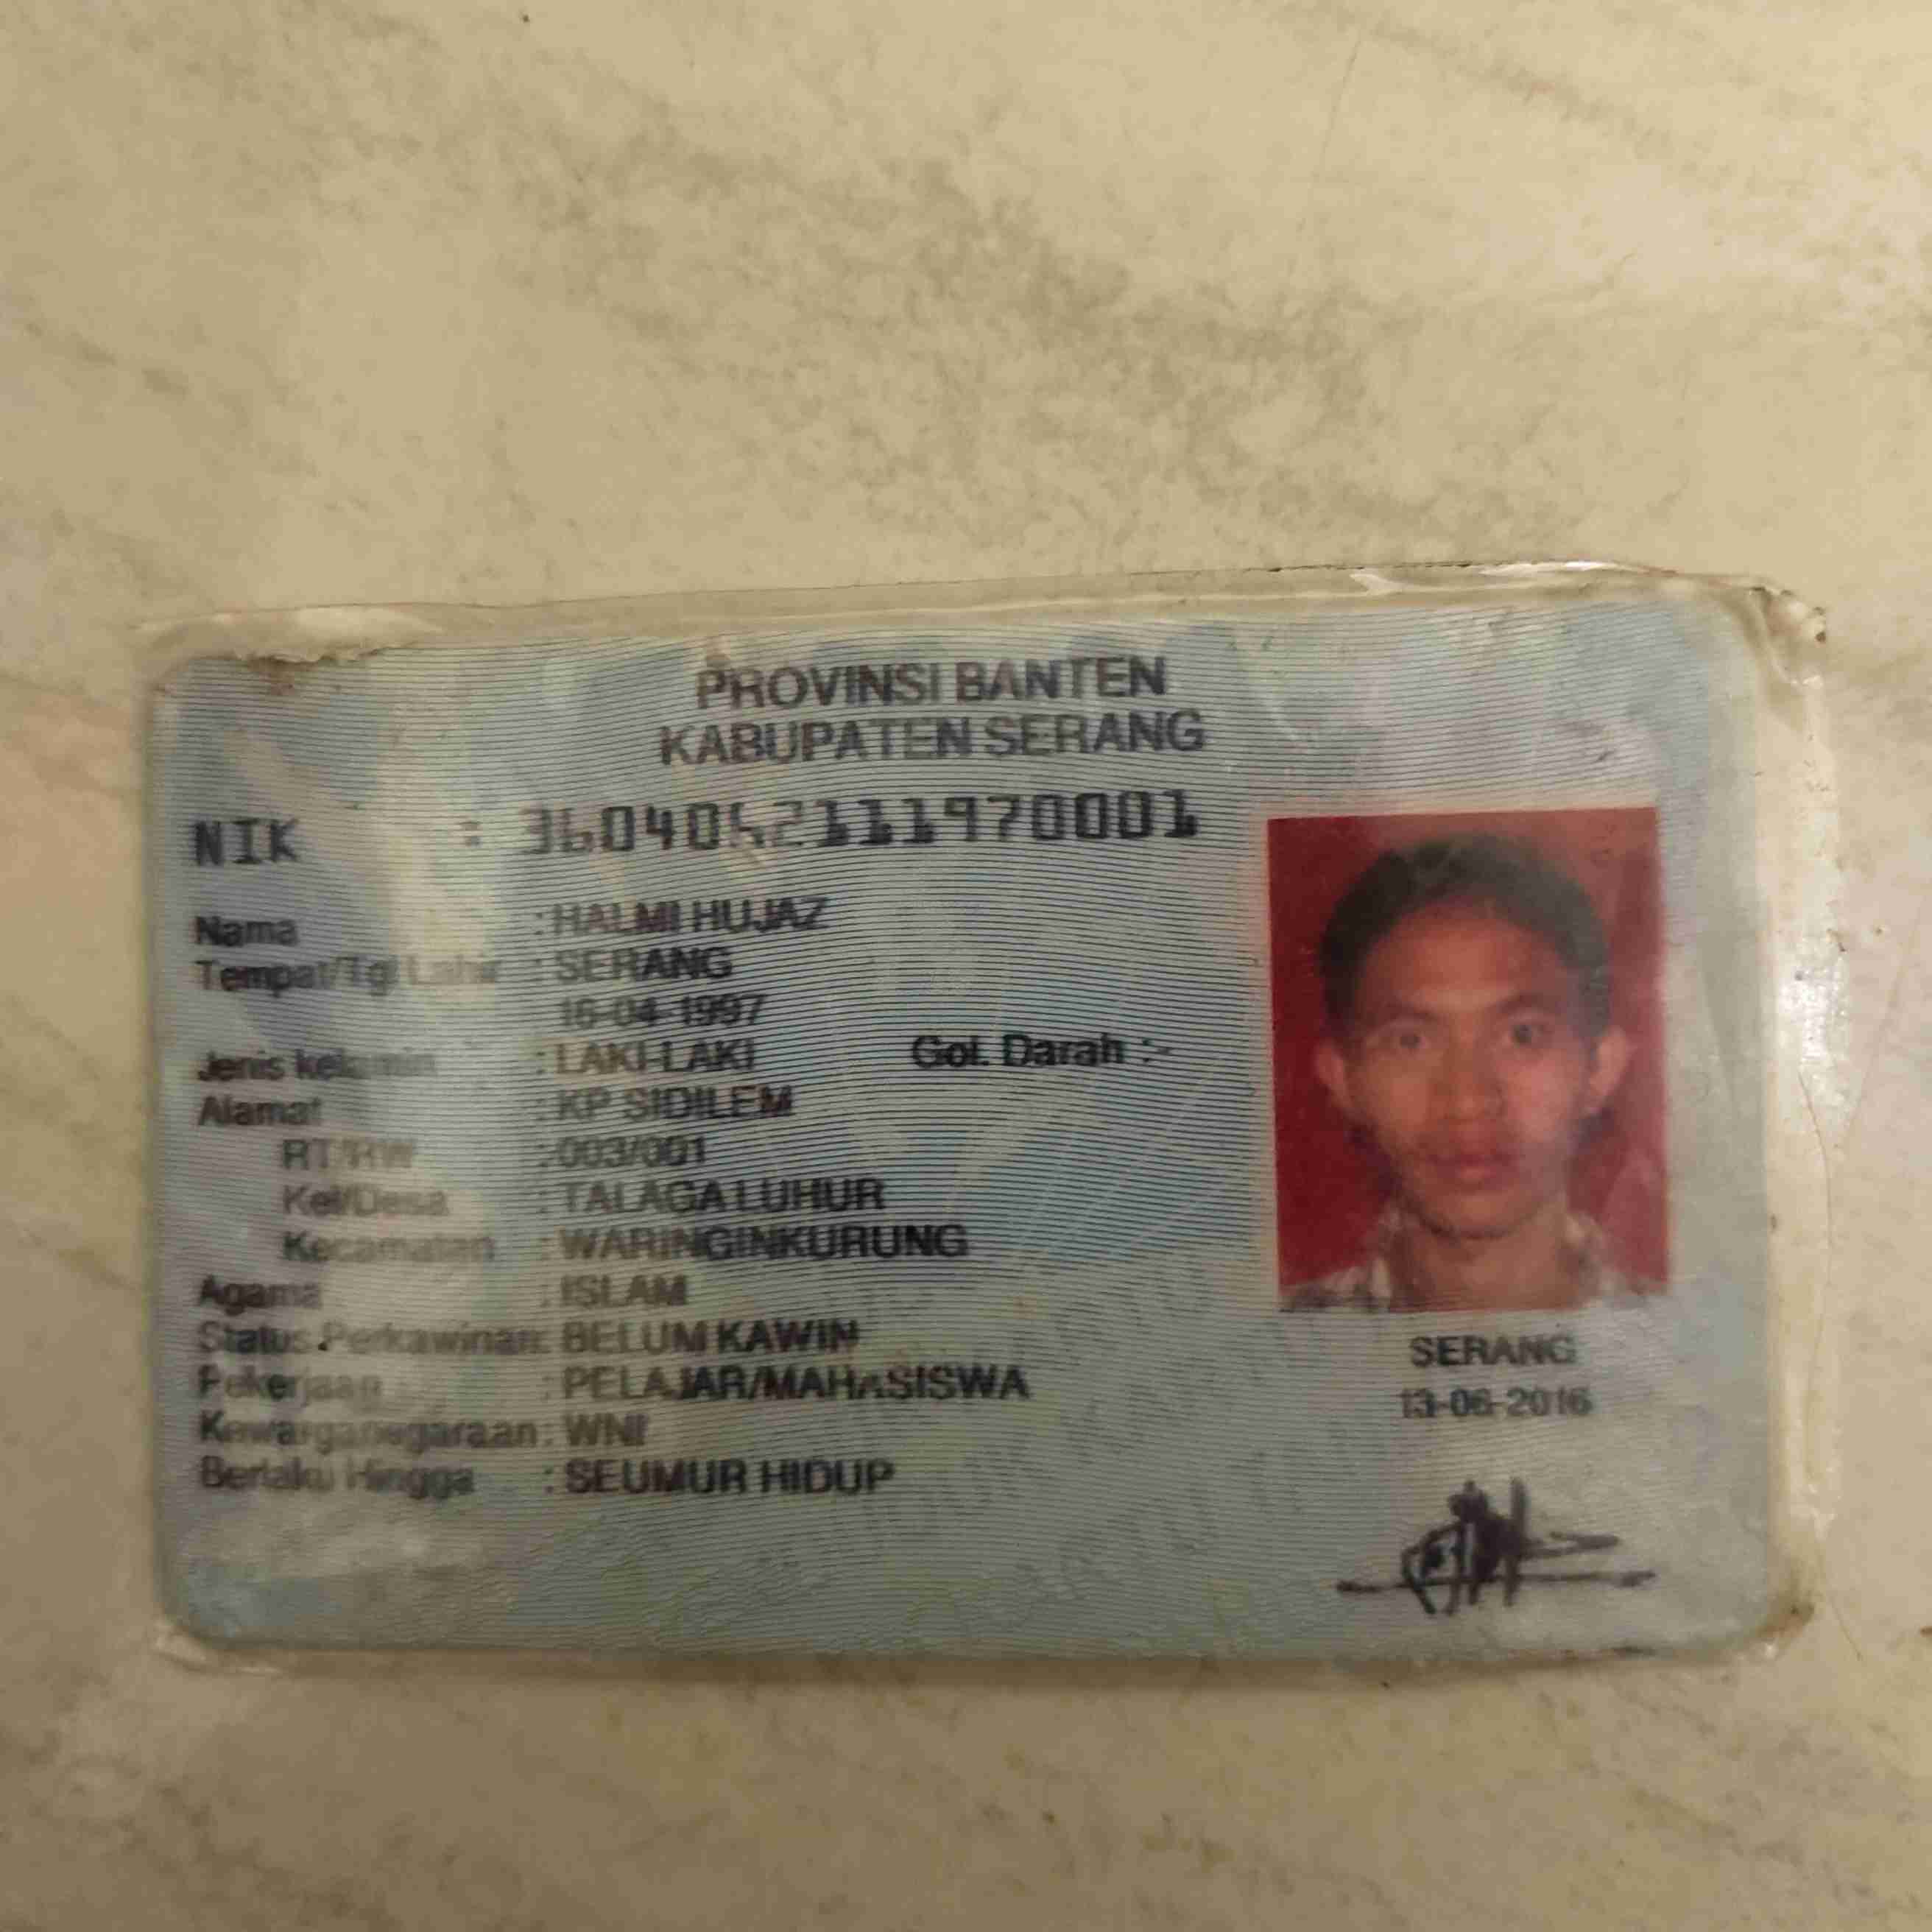 PROVINSI BANTEN
KABUPATEN SERANG
NIK : 3604052111970001
Nama : HALMI HUJAZ
Tempat/Tgl Lahir : SERANG
16-04-1997
Jenis kelamin : LAKI-LAKI Gol. Darah :-
Alamat : KP SIDILEM
RT/RW : 003/001
Kel/Desa : TALAGA LUHUR
Kecamatan : WARINGINKURUNG
Agama : ISLAM
Status Perkawinan: BELUM KAWIN
Pekerjaan : PELAJAR/MAHASISWA
Kewarganegaraan: WNI
Berlaku Hingga : SEUMUR HIDUP
SERANG
13-06-2016